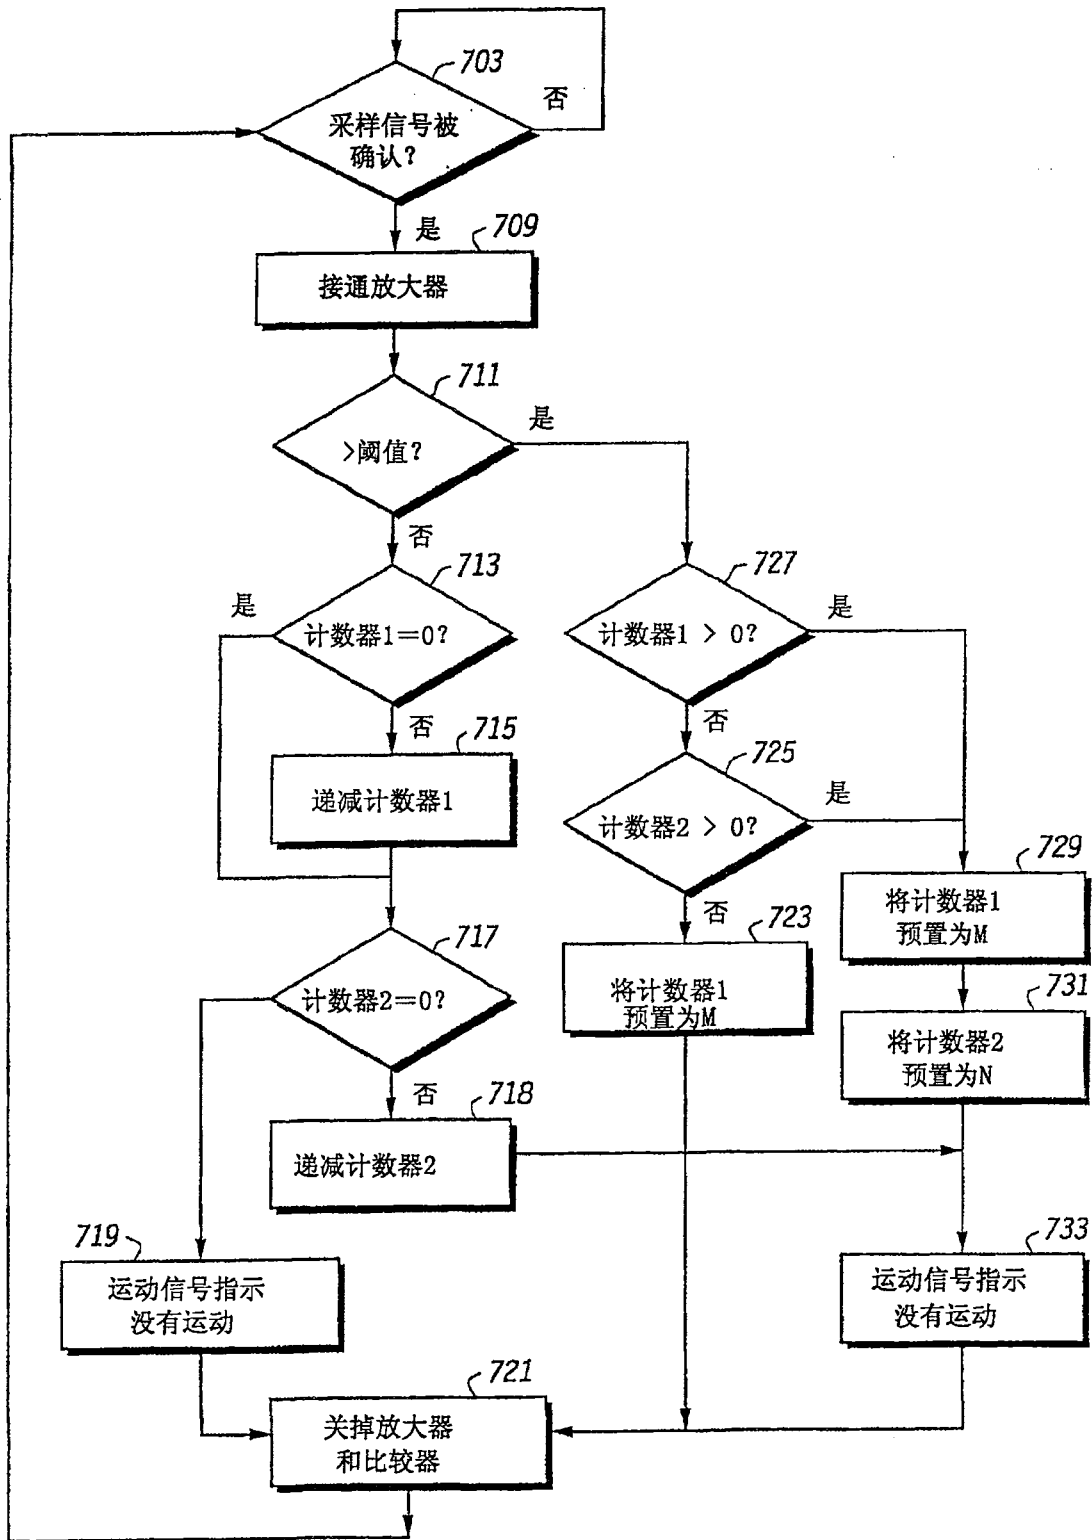 703
否
采样信号被
确认？
是
709
接通放大器
711
是
>阈值？
否
713
727
是
是
计数器1=0？
计数器1 > 0？
否
否
715
725
递减计数器1
是
计数器2 > 0？
729
否
723
将计数器1
预置为M
717
将计数器1
预置为M
计数器2=0？
731
将计数器2
预置为N
否
718
递减计数器2
719
733
运动信号指示
没有运动
运动信号指示
没有运动
721
关掉放大器
和比较器